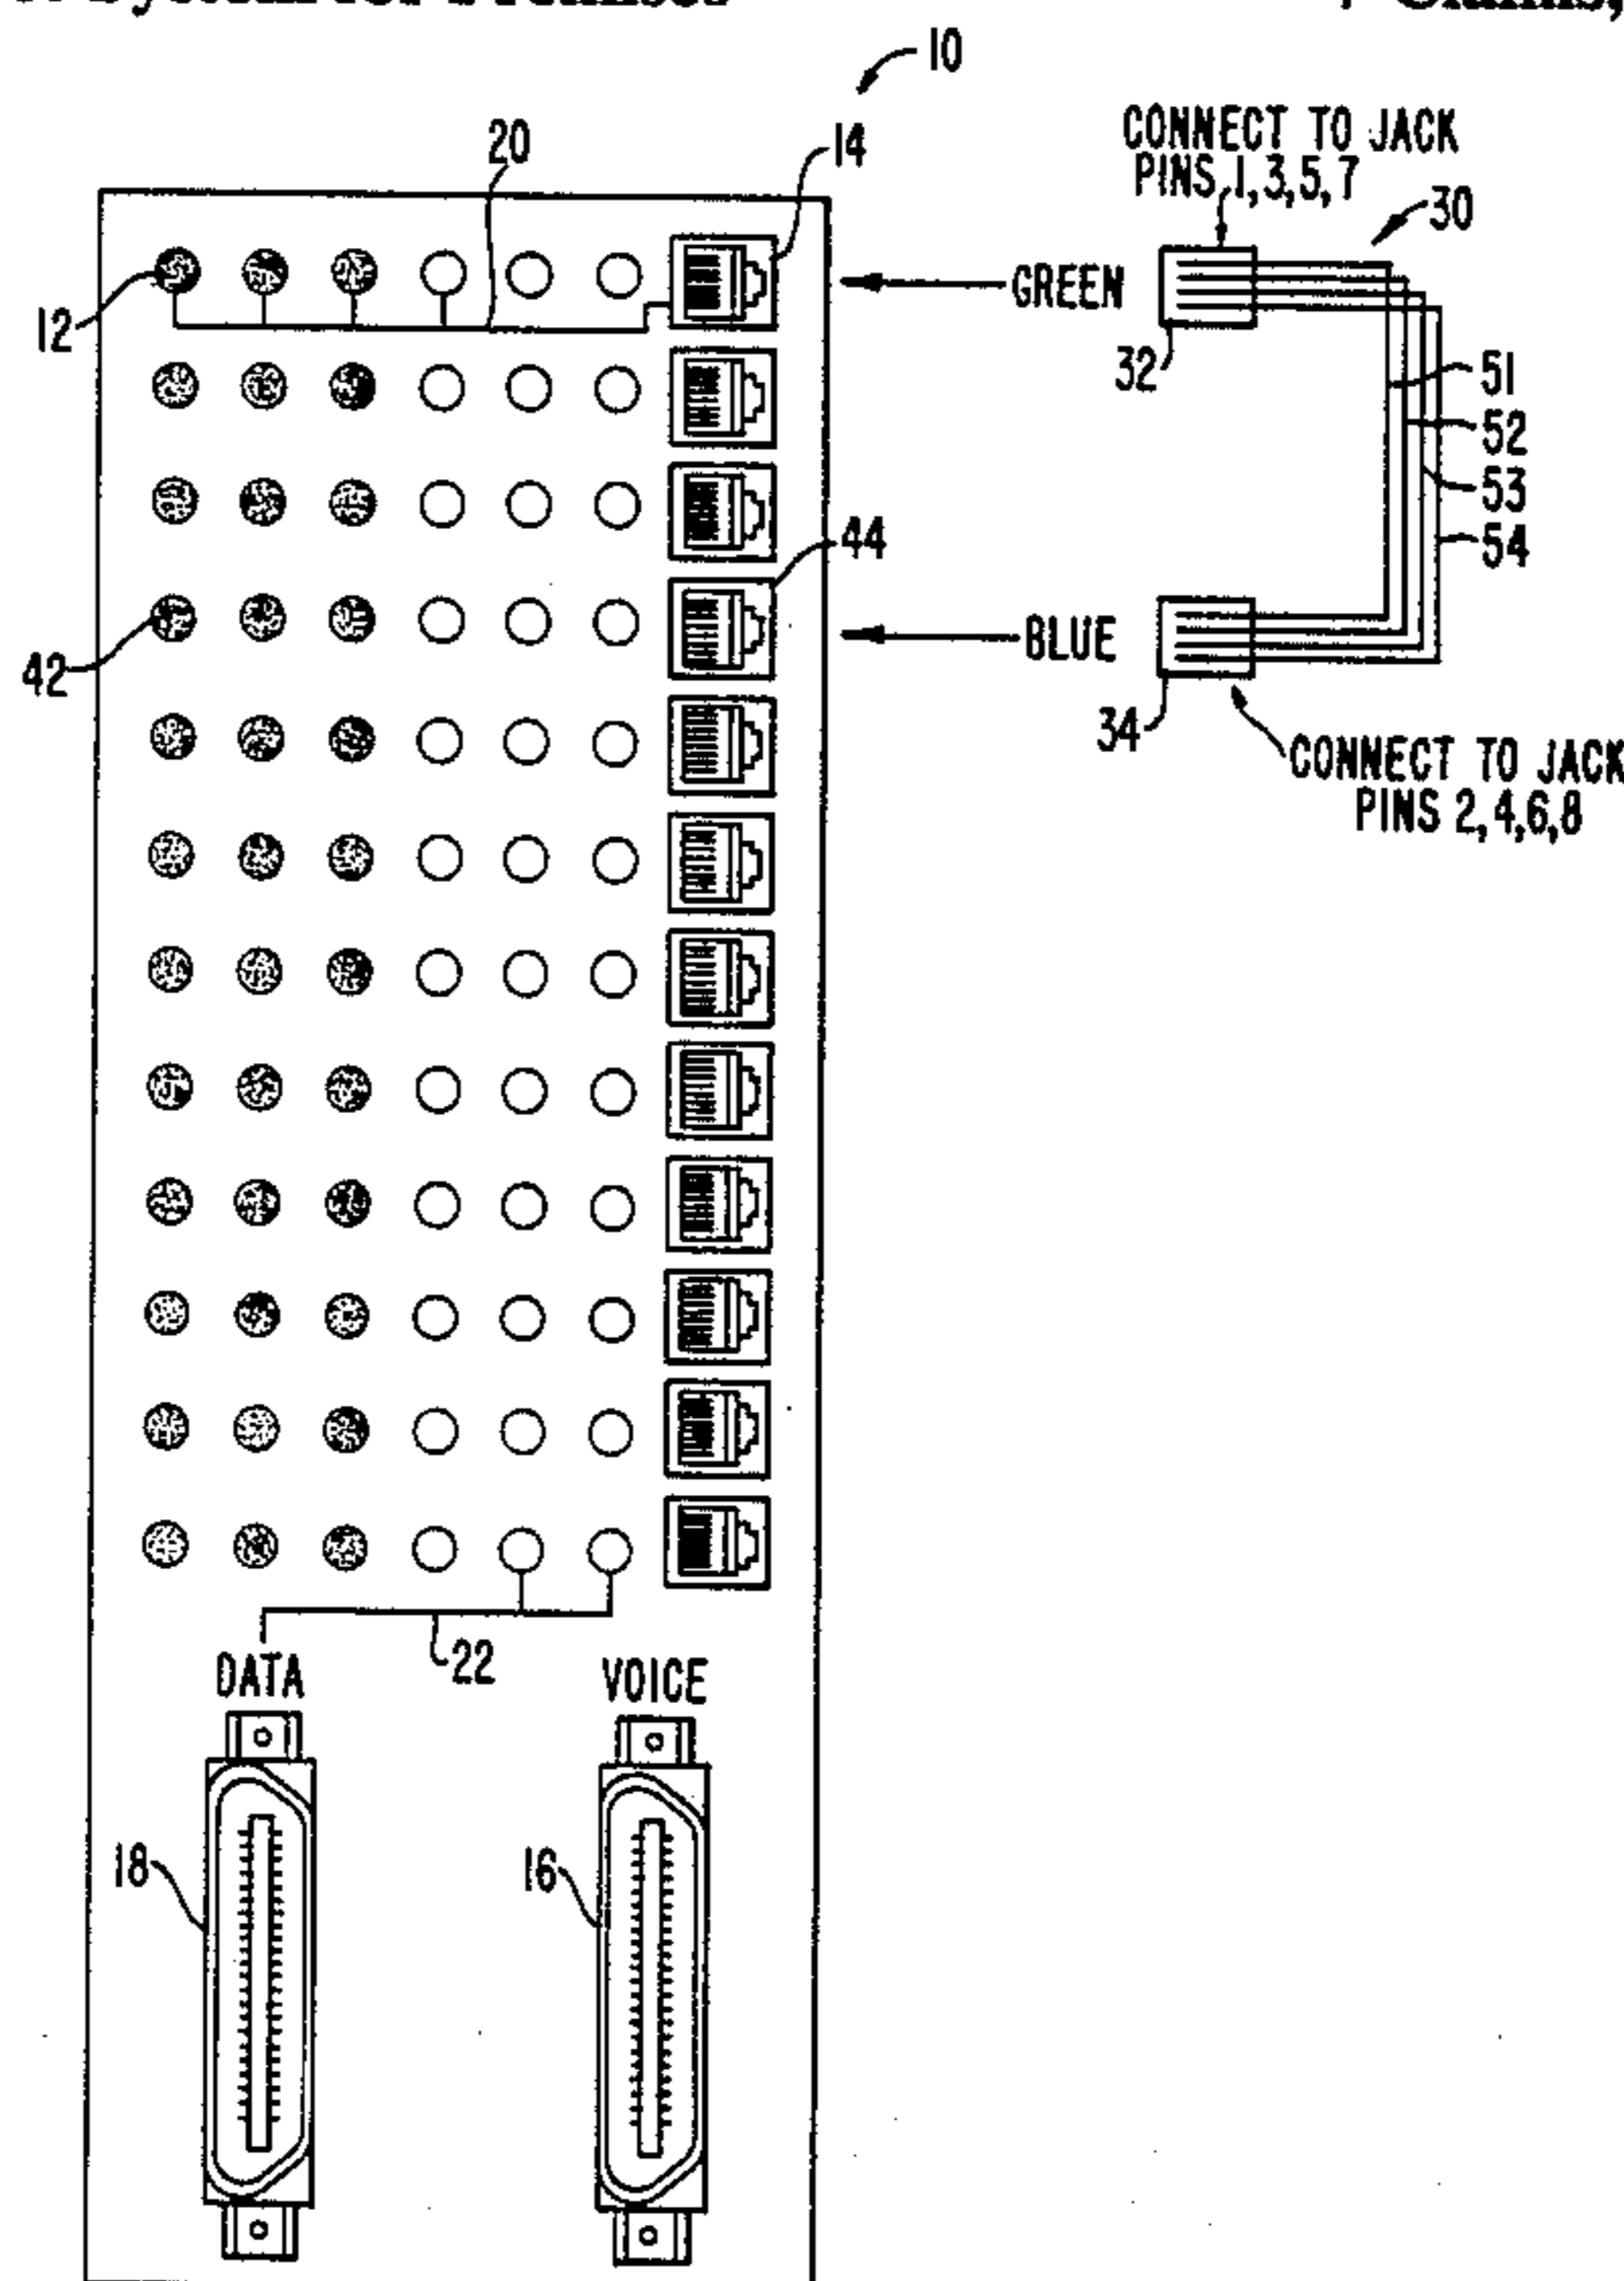 10
20
14
CONNECT TO JACK
PINS 1,3,5,7
30
GREEN
12
32
51
52
53
54
44
BLUE
42
34
CONNECT TO JACK
PINS 2,4,6,8
22
DATA
VOICE
18
16